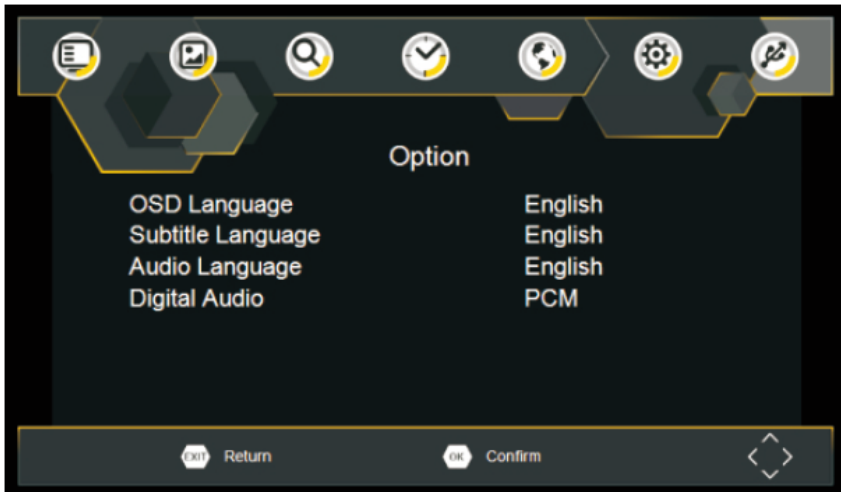 Option
OSD Language English
Subtitle Language English
Audio Language English
Digital Audio PCM
EXIT Return OK Confirm